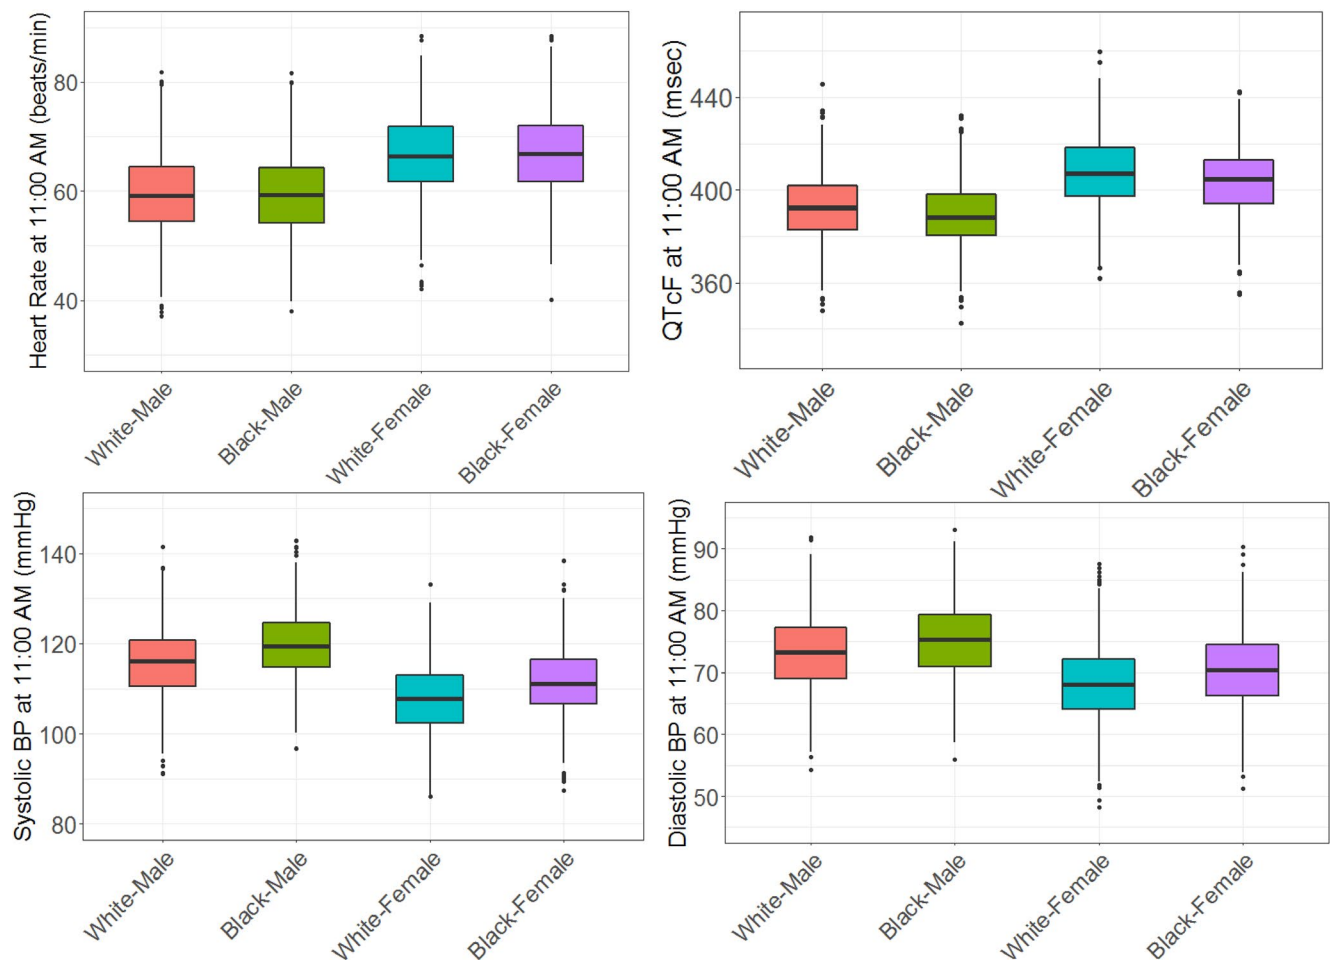 Heart Rate at 11:00 AM (beats/min)
80
60
40
White-Male
Black-Male
White-Female
Black-Female
QTcF at 11:00 AM (msec)
440
400
360
White-Male
Black-Male
White-Female
Black-Female
Systolic BP at 11:00 AM (mmHg)
140
120
100
80
White-Male
Black-Male
White-Female
Black-Female
Diastolic BP at 11:00 AM (mmHg)
90
80
70
60
50
White-Male
Black-Male
White-Female
Black-Female